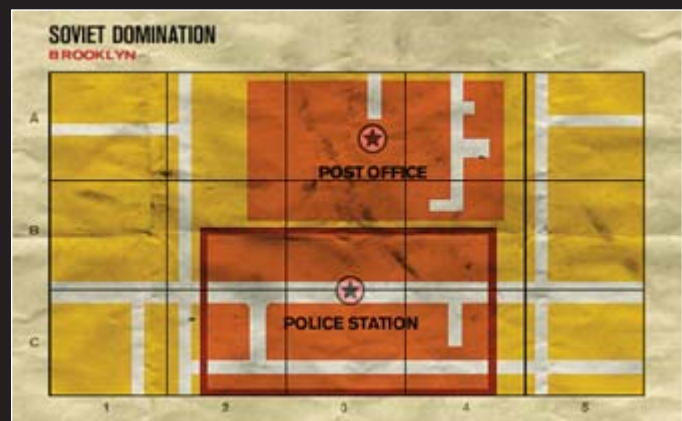 SOVIET DOMINATION
BROOKLYN
A
POST OFFICE
B
POLICE STATION
C
1 2 3 4 5